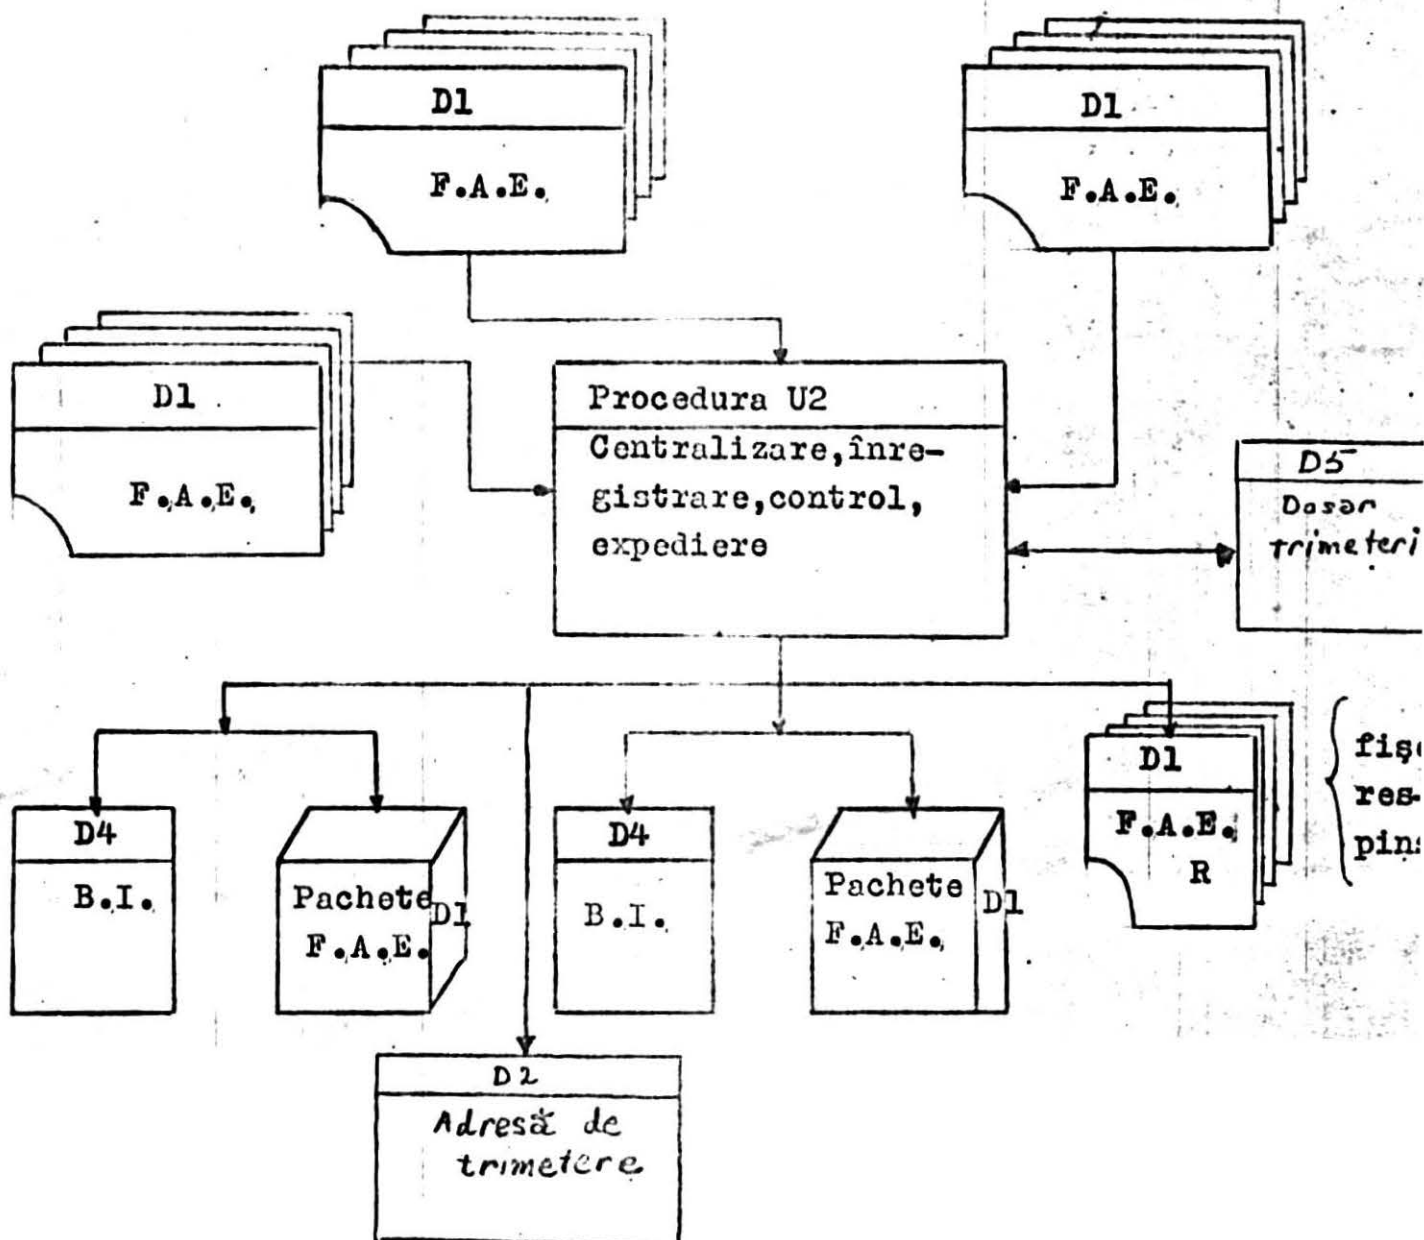 D1
F.A.E.
D1
F.A.E.
D1
F.A.E.
Procedura U2
Centralizare,înre-
gistrare,control,
expediere
D5
Dosar
trimeteri
D4
B.I.
Pachete
F.A.E.
D1
D4
B.I.
Pachete
F.A.E.
D1
D1
F.A.E.
R
res-
D2
Adresă de
trimetere